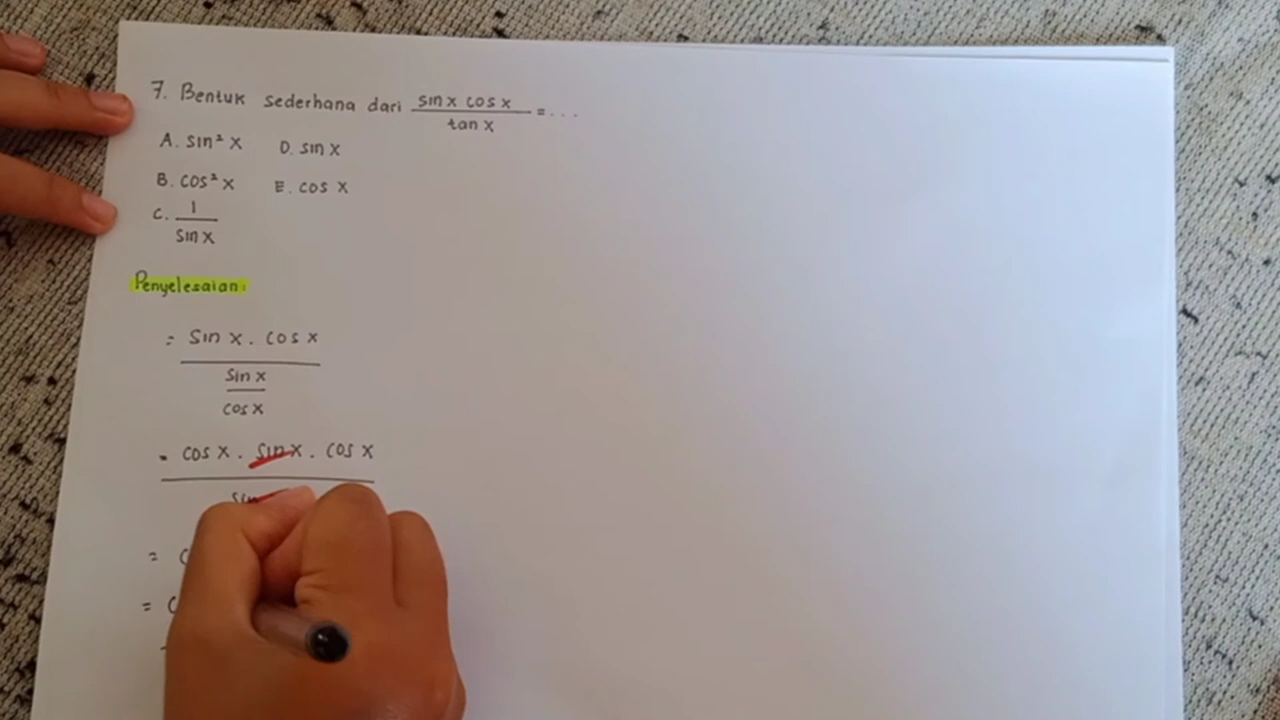 7. Bentuk sederhana dari sin x cos x / tan x = ...
A. sin² x D. sin x
B. cos² x E. cos x
C. 1 / sin x
Penyelesaian:
= sin x . cos x
sin x
cos x
= cos x . sin x . cos x
sin
=
=